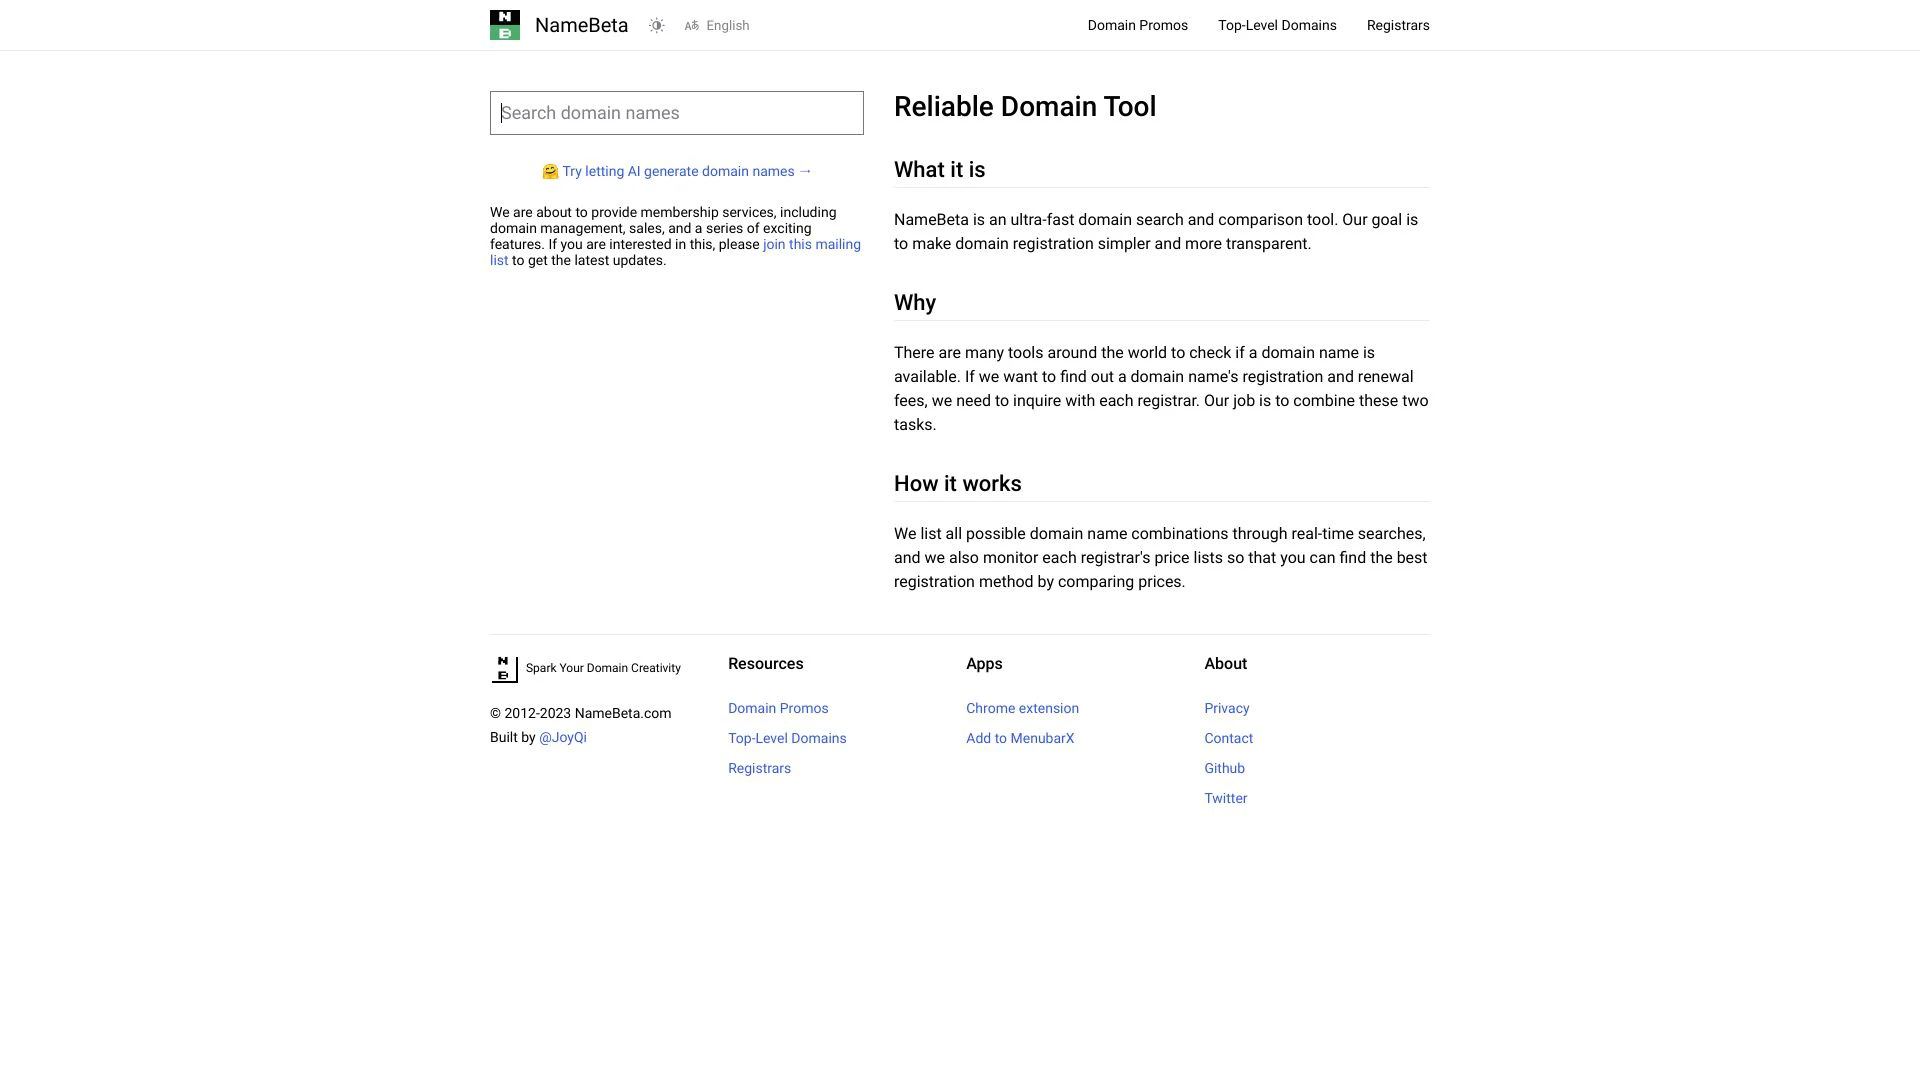 NB
NameBeta
Aあ English
Domain Promos
Top-Level Domains
Registrars
Search domain names
🤗 Try letting AI generate domain names →
We are about to provide membership services, including
domain management, sales, and a series of exciting
features. If you are interested in this, please join this mailing
list to get the latest updates.
Reliable Domain Tool
What it is
NameBeta is an ultra-fast domain search and comparison tool. Our goal is
to make domain registration simpler and more transparent.
Why
There are many tools around the world to check if a domain name is
available. If we want to find out a domain name's registration and renewal
fees, we need to inquire with each registrar. Our job is to combine these two
tasks.
How it works
We list all possible domain name combinations through real-time searches,
and we also monitor each registrar's price lists so that you can find the best
registration method by comparing prices.
NB
Spark Your Domain Creativity
© 2012-2023 NameBeta.com
Built by @JoyQi
Resources
Domain Promos
Top-Level Domains
Registrars
Apps
Chrome extension
Add to MenubarX
About
Privacy
Contact
Github
Twitter